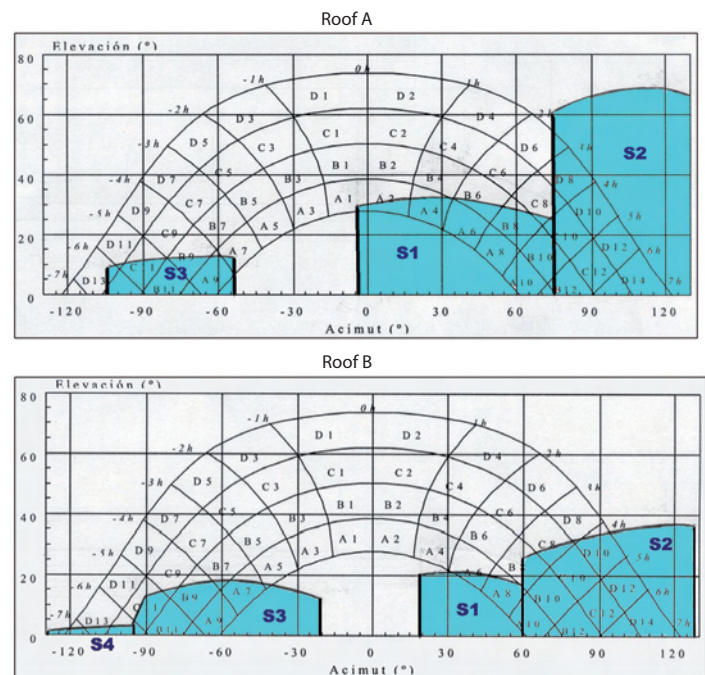 Roof A
Elevación (°)
80
60
40
20
0
-7h -6h -5h -4h -3h -2h -1h 0h 1h 2h 3h 4h 5h 6h 7h
D1 D2
D3 D4
C1 C2
D5 C3 D6
B1 B2
D7 C5 B3 B4 B6 C8 D8
D9 C7 B5 A3 A1 A2 A4 D10
D11 C9 B7 A5 A6 B8
B9 A7 A8 B10 D12
D13 B11 A9 A10 C12 D14
S1
S2
S3
-120 -90 -60 -30 0 30 60 90 120
Acimut (°)
Roof B
Elevación (°)
80
60
40
20
0
-7h -6h -5h -4h -3h -2h -1h 0h 1h 2h 3h 4h 5h 6h 7h
D1 D2
D3 D4
C1 C2
D5 C3 C4 D6
B1 B2
D7 C5 B3 B4 C6 D8
D9 C9 B7 A3 A1 A2 A4 C8 D10
D11 A5 A6 B8
B9 A7 A8 B10 D12
D13 B11 A9 A10 B12 C12 D14
S1
S2
S3
S4
-120 -90 -60 -30 0 30 60 90 120
Acimut (°)